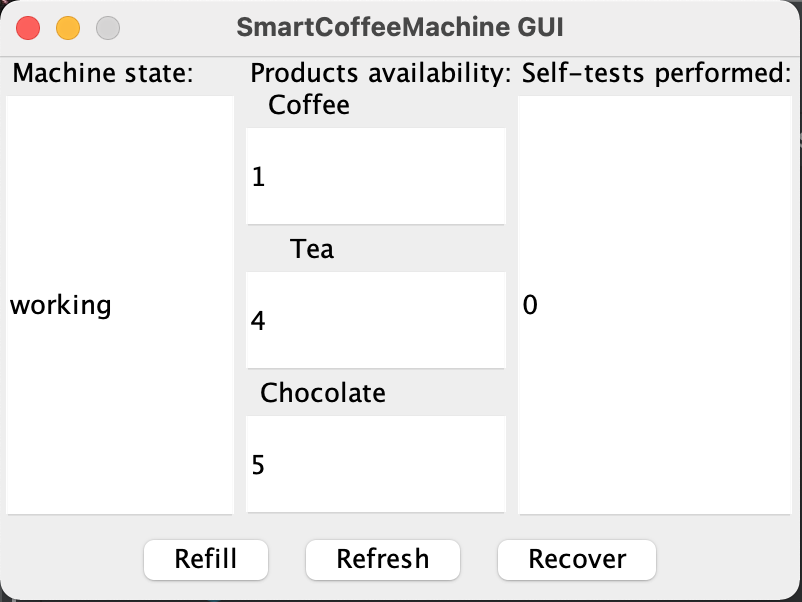 SmartCoffeeMachine GUI
Machine state:
working
Products availability:
Coffee
1
Tea
4
Chocolate
5
Self-tests performed:
0
Refill
Refresh
Recover